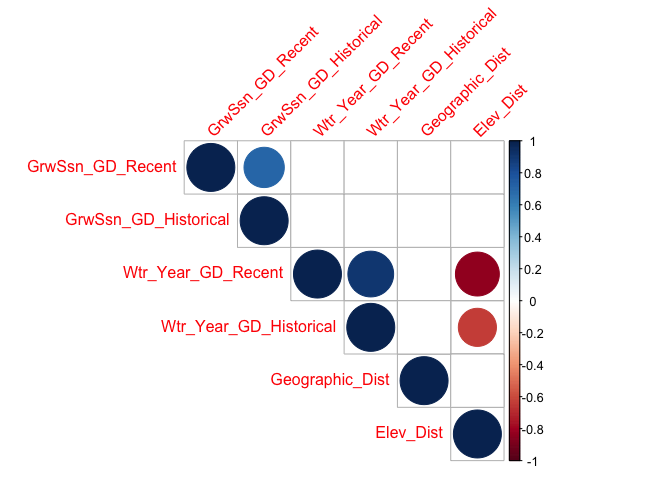 GrwSsn_GD_Recent
GrwSsn_GD_Historical
Wtr_Year_GD_Recent
Wtr_Year_GD_Historical
Geographic_Dist
Elev_Dist
GrwSsn_GD_Recent
GrwSsn_GD_Historical
Wtr_Year_GD_Recent
Wtr_Year_GD_Historical
Geographic_Dist
Elev_Dist
1
0.8
0.6
0.4
0.2
0
-0.2
-0.4
-0.6
-0.8
-1